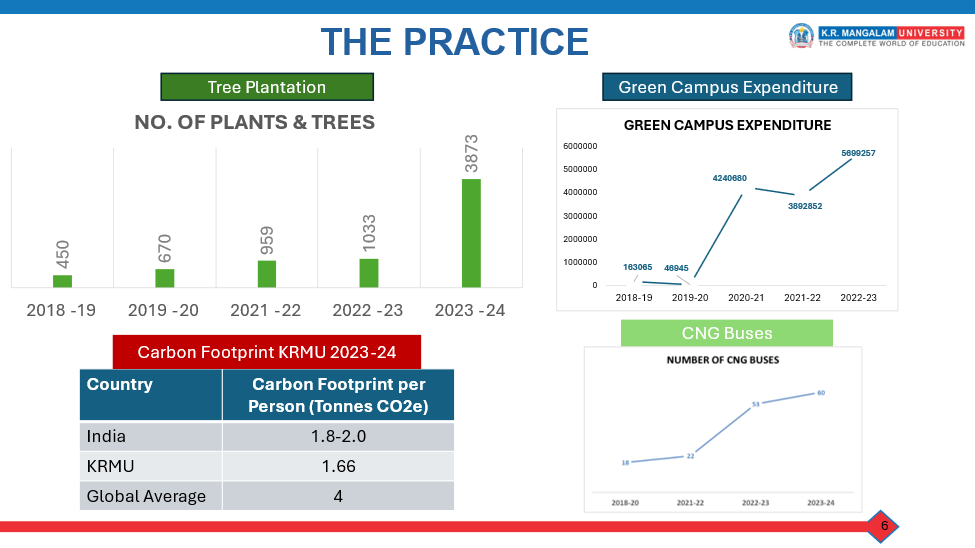 THE PRACTICE
K.R. MANGALAM UNIVERSITY
THE COMPLETE WORLD OF EDUCATION
Tree Plantation
NO. OF PLANTS & TREES
450
670
959
1033
3873
2018 -19
2019 -20
2021 -22
2022 -23
2023 -24
Green Campus Expenditure
GREEN CAMPUS EXPENDITURE
6000000
5000000
4000000
3000000
2000000
1000000
0
163065
46945
4240680
3892852
5699257
2018-19
2019-20
2020-21
2021-22
2022-23
Carbon Footprint KRMU 2023-24
Country
Carbon Footprint per
Person (Tonnes CO2e)
India 1.8-2.0
KRMU 1.66
Global Average 4
CNG Buses
NUMBER OF CNG BUSES
18
22
53
60
2018-20
2021-22
2022-23
2023-24
6